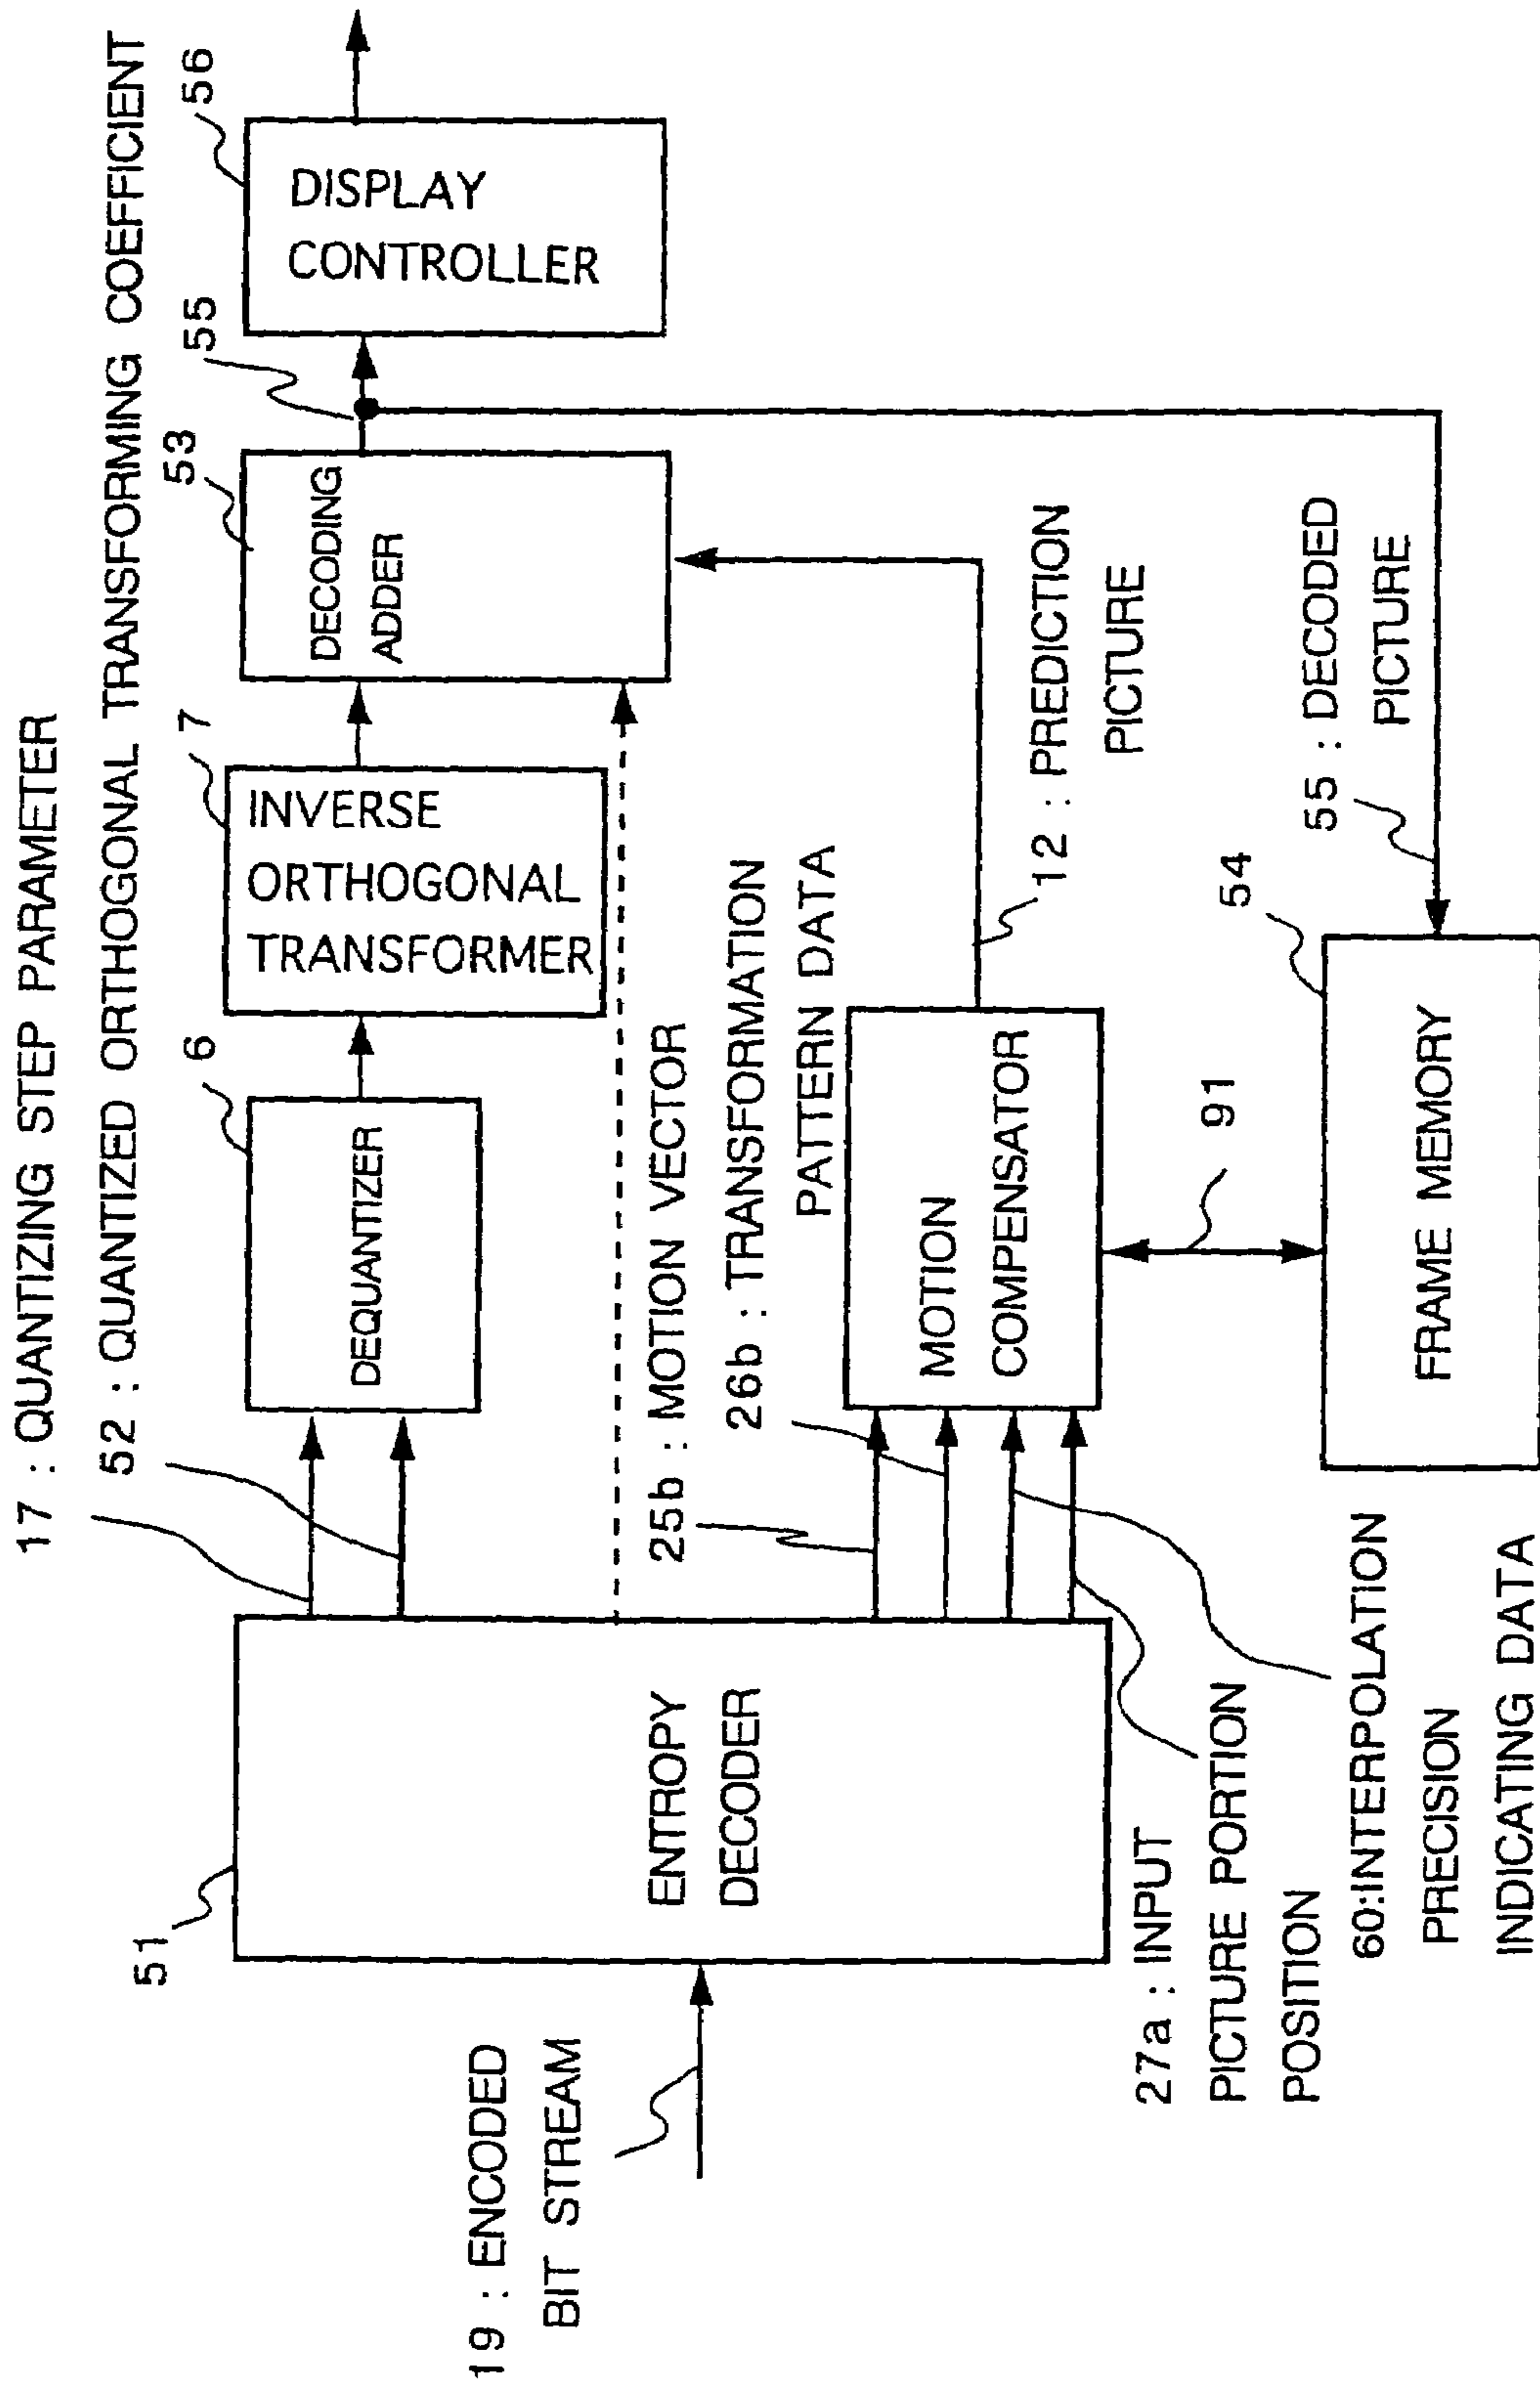 17 : QUANTIZING STEP PARAMETER
52 : QUANTIZED ORTHOGONAL TRANSFORMING COEFFICIENT
51
6
7
53
55
56
ENTROPY
DECODER
DEQUANTIZER
INVERSE
ORTHOGONAL
TRANSFORMER
DECODING
ADDER
DISPLAY
CONTROLLER
19 : ENCODED
BIT STREAM
25b : MOTION VECTOR
26b : TRANSFORMATION
PATTERN DATA
MOTION
COMPENSATOR
12 : PREDICTION
PICTURE
27a : INPUT
PICTURE PORTION
POSITION
91
54
55 : DECODED
PICTURE
60:INTERPOLATION
PRECISION
INDICATING DATA
FRAME MEMORY